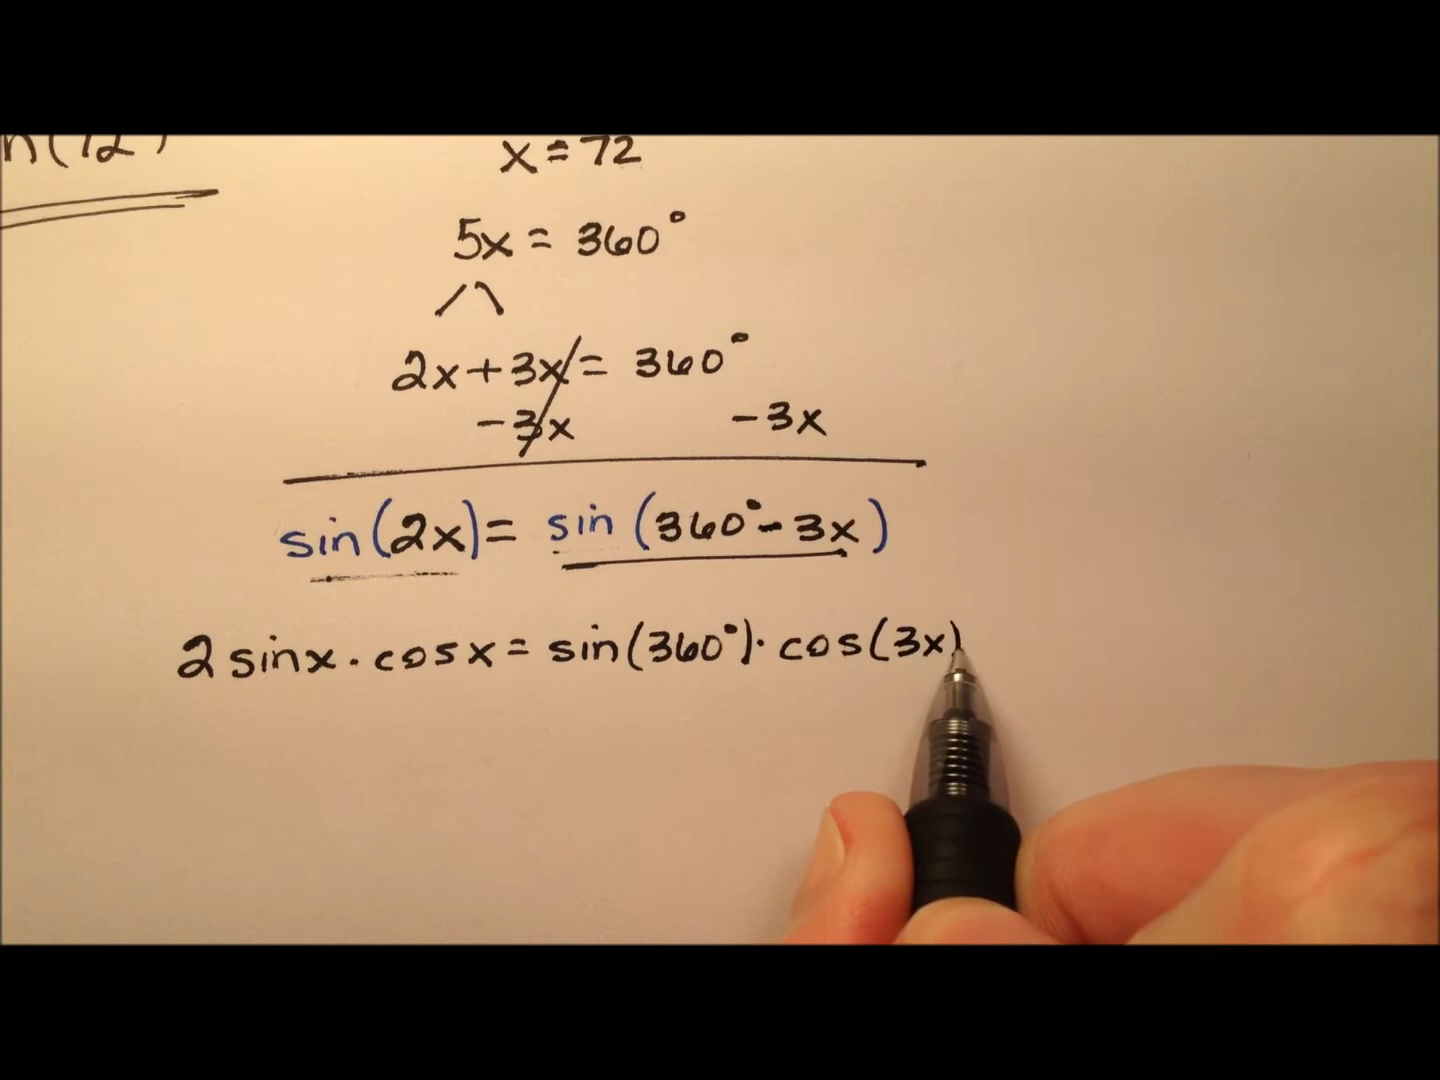 x = 72
5x = 360°
2x + 3x = 360°
- 3x - 3x
sin(2x) = sin(360° - 3x)
2 sinx · cosx = sin(360°) · cos(3x)